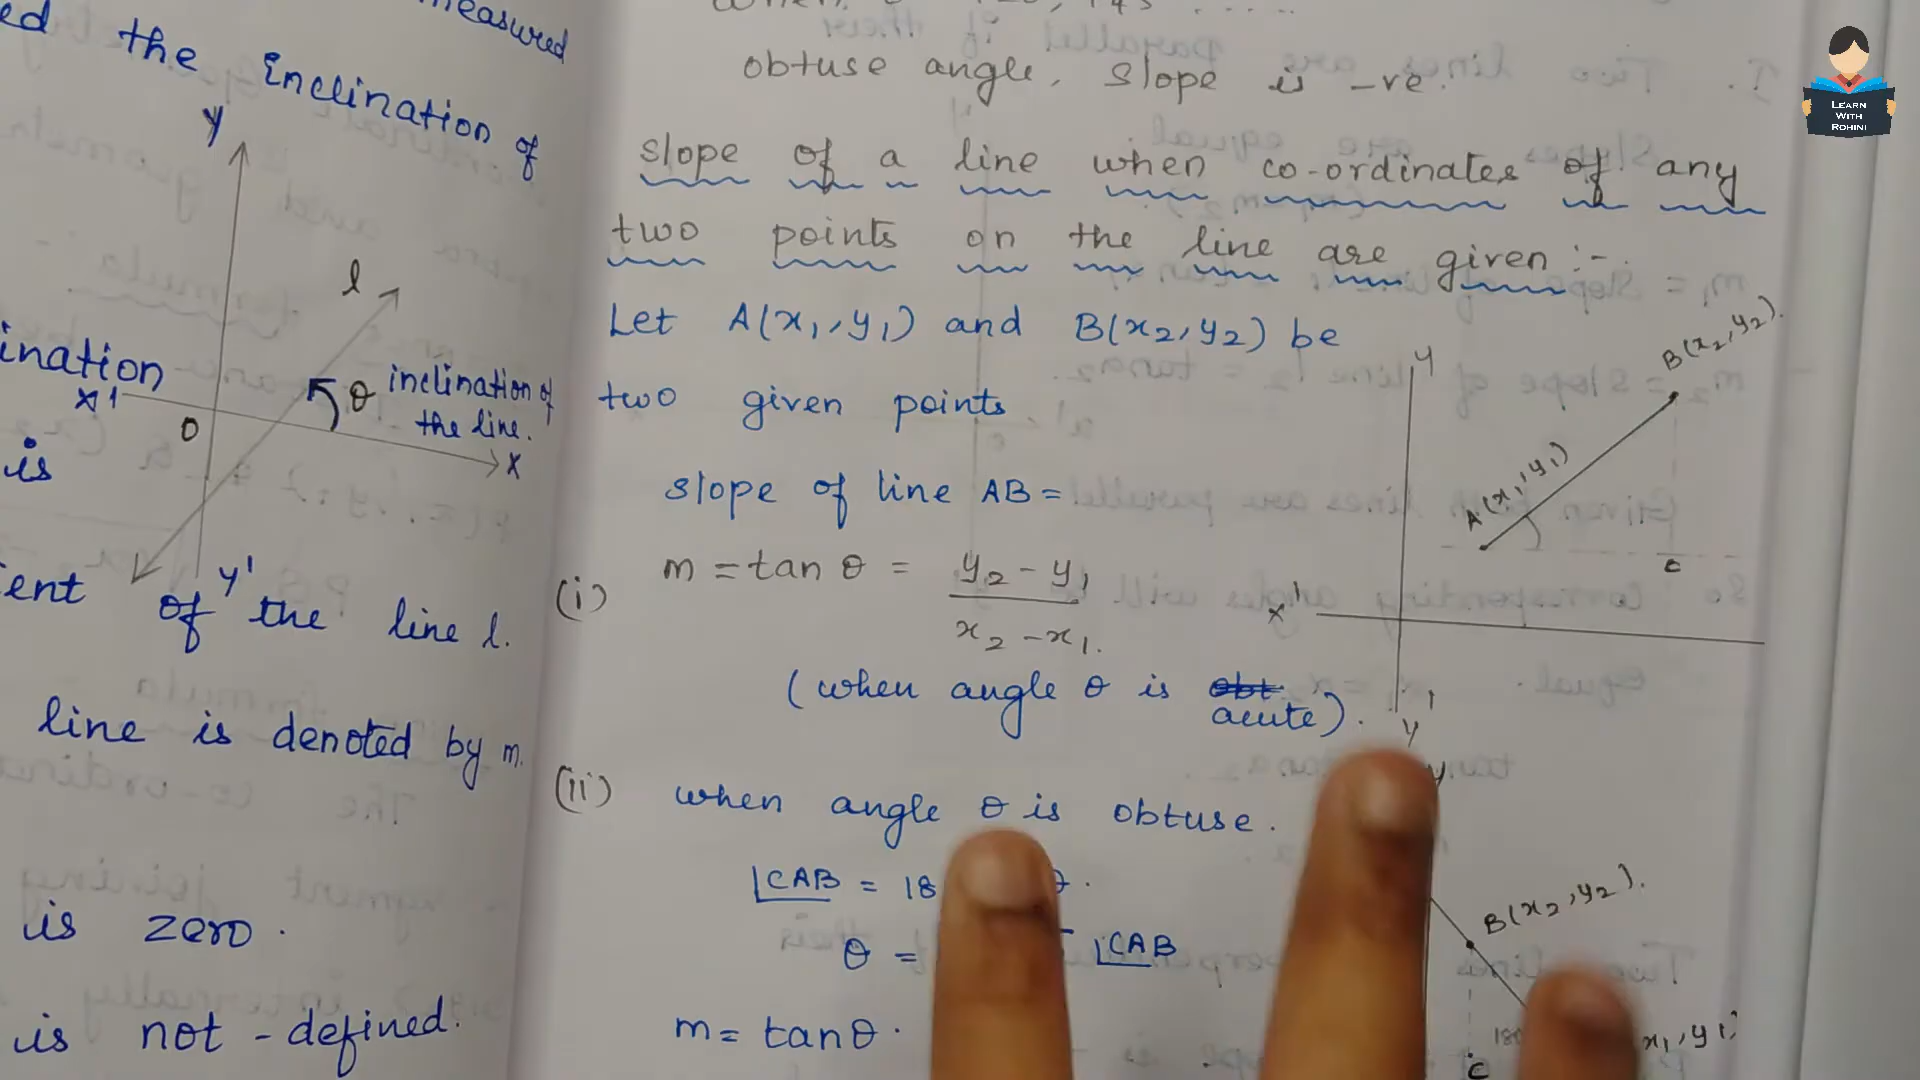 measured
ed the inclination of
y
l
ination
x'
O
θ inclination of
the line.
x
is
y'
ent of the line l.
line is denoted by m.
is zero.
is not-defined.
obtuse angle, slope is -ve.
slope of a line when co-ordinates of any
two points on the line are given :-
Let A(x₁, y₁) and B(x₂, y₂) be
two given points.
slope of line AB =
(i) m = tan θ = y₂ - y₁
x₂ - x₁.
(when angle θ is acute).
(ii) when angle θ is obtuse.
∠CAB = 18
θ = - ∠CAB
m = tanθ.
y
B(x₂, y₂).
A(x₁, y₁)
c
x'
y'
y
B(x₂, y₂).
180
x₁, y₁)
c
LEARN
WITH
ROHINI